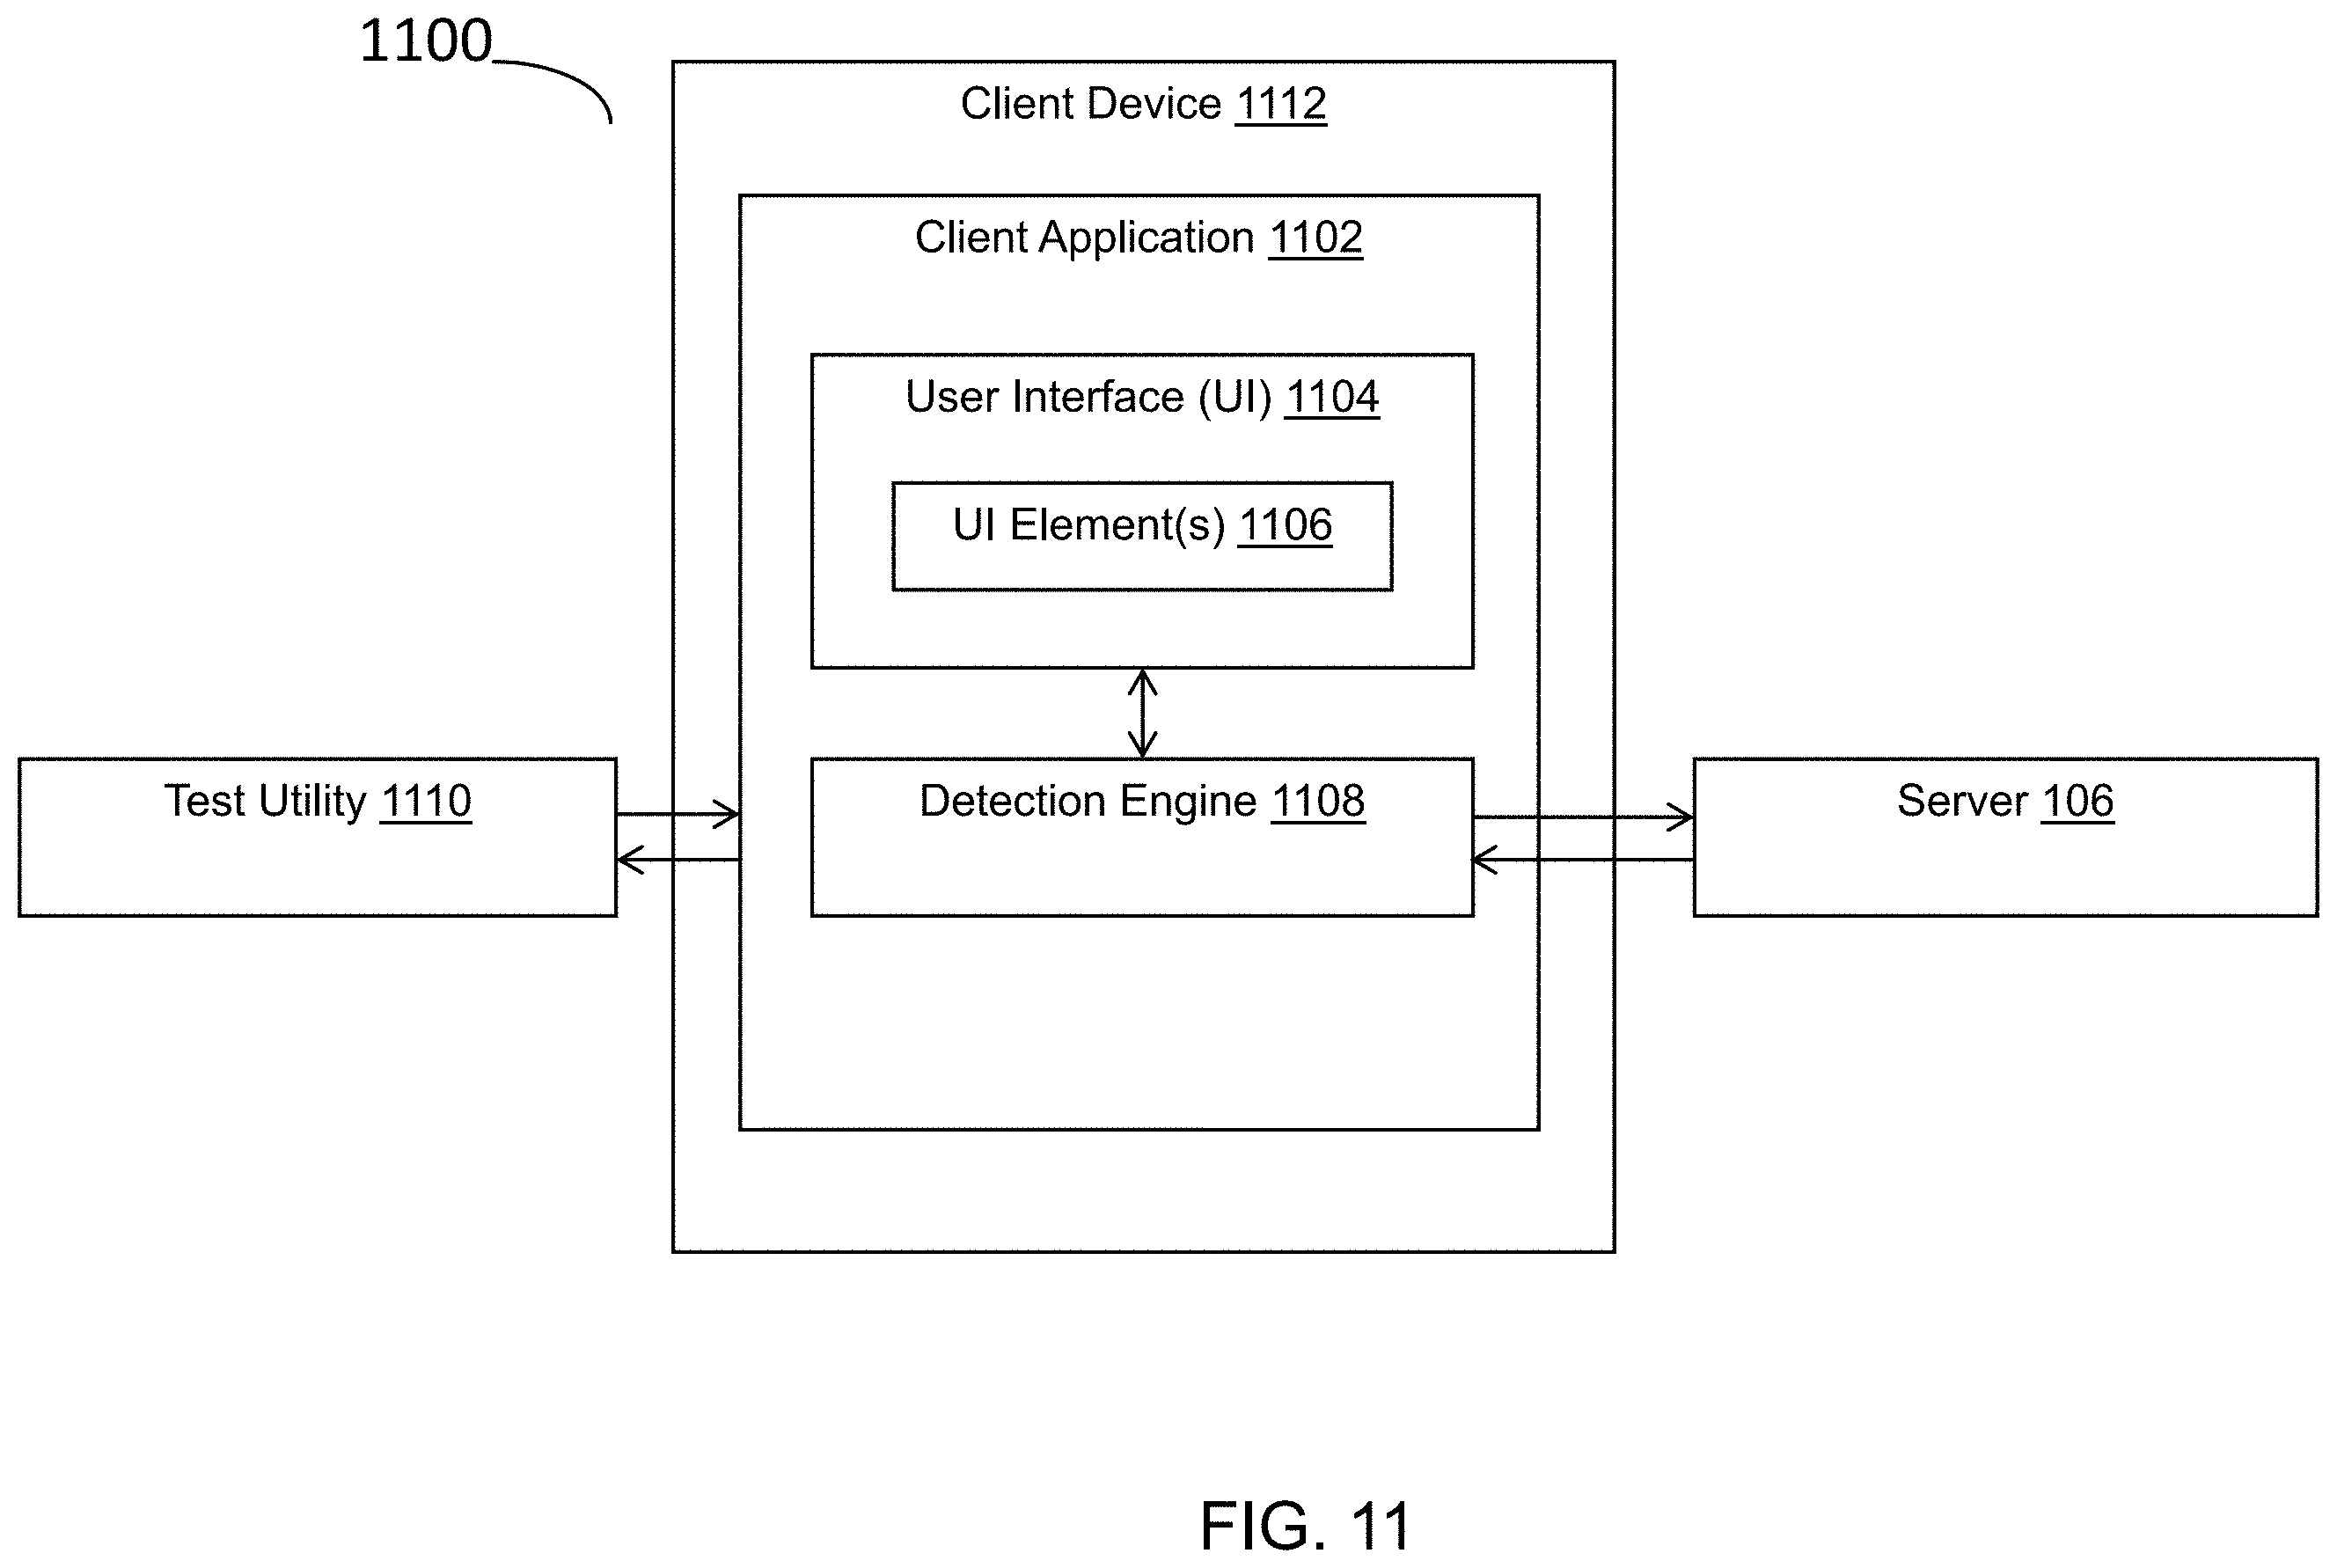 1100
Client Device 1112
Client Application 1102
User Interface (UI) 1104
UI Element(s) 1106
Test Utility 1110
Detection Engine 1108
Server 106
FIG. 11